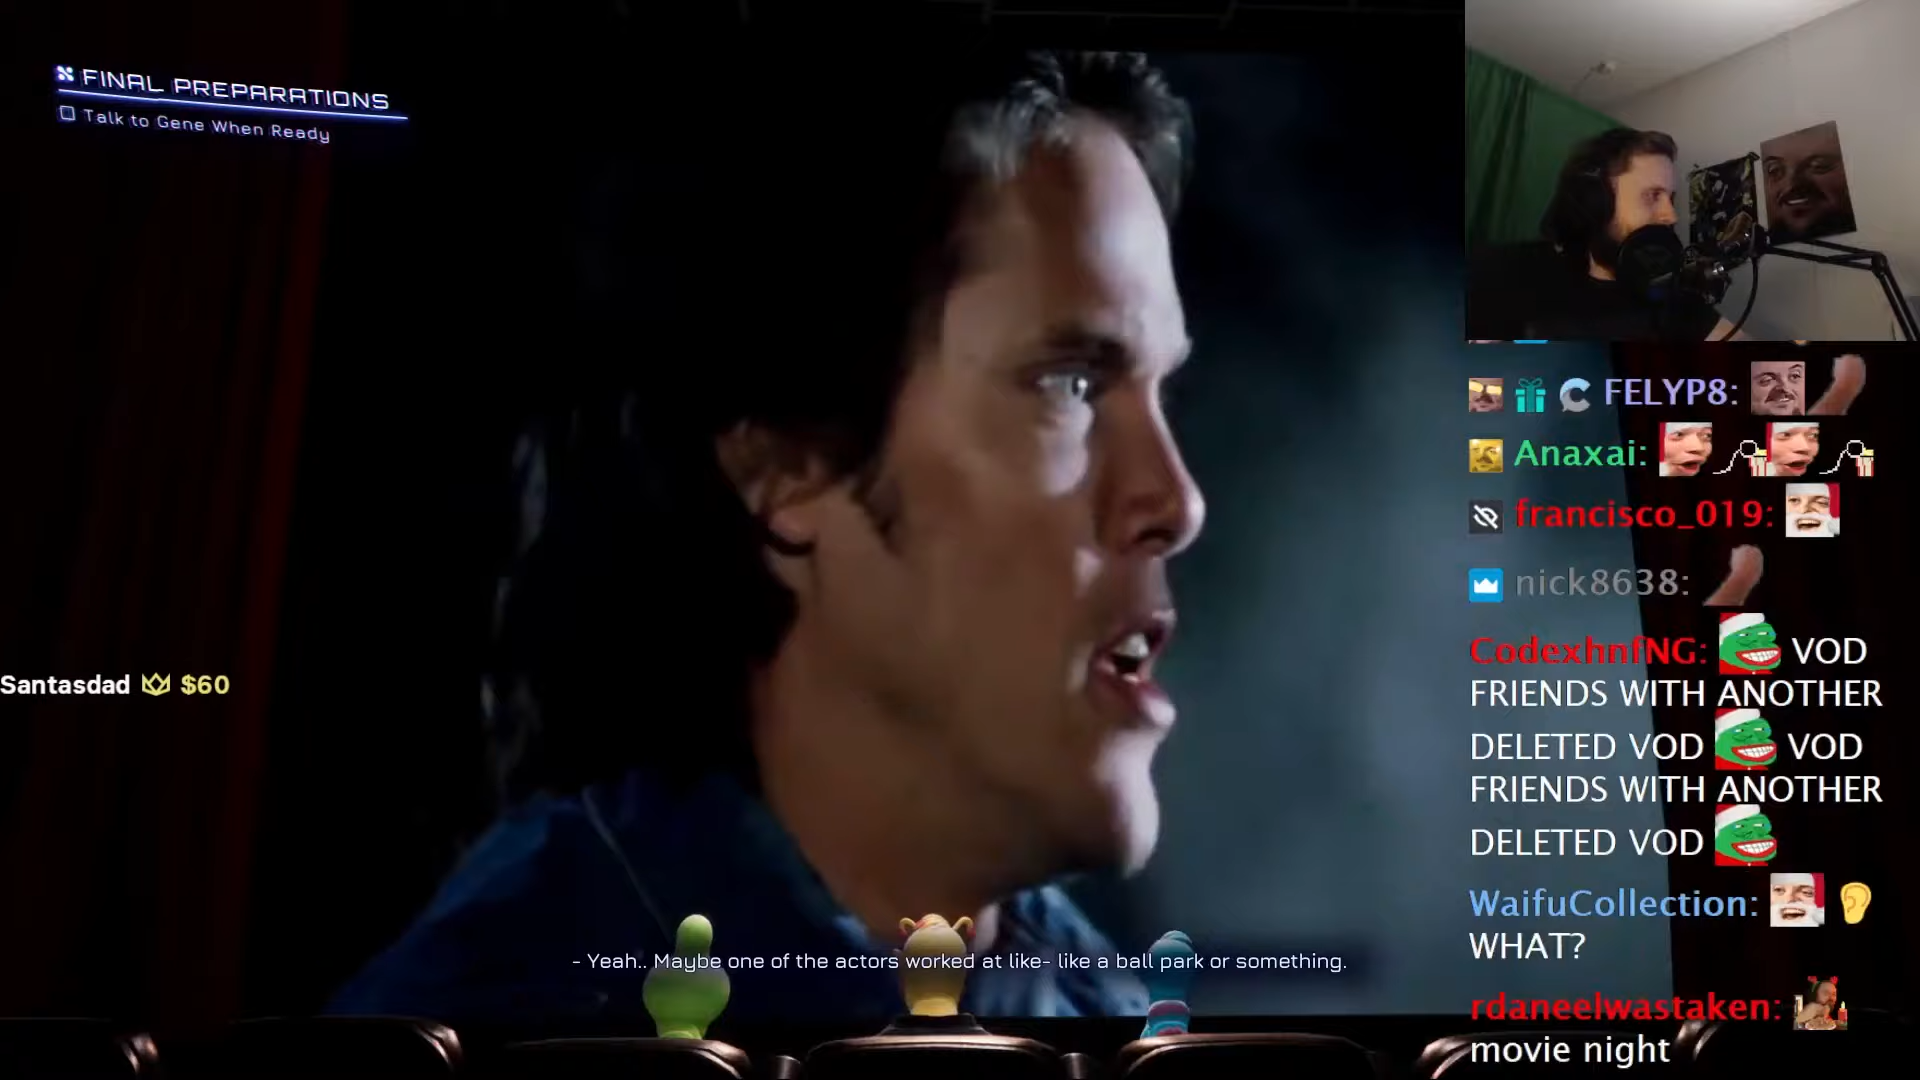 FINAL PREPARATIONS
Talk to Gene When Ready
Santasdad $60
- Yeah.. Maybe one of the actors worked at like- like a ball park or something.
FELYP8:
Anaxai:
francisco_019:
nick8638:
CodexhnfNG: VOD
FRIENDS WITH ANOTHER
DELETED VOD VOD
FRIENDS WITH ANOTHER
DELETED VOD
WaifuCollection:
WHAT?
rdaneelwastaken:
movie night